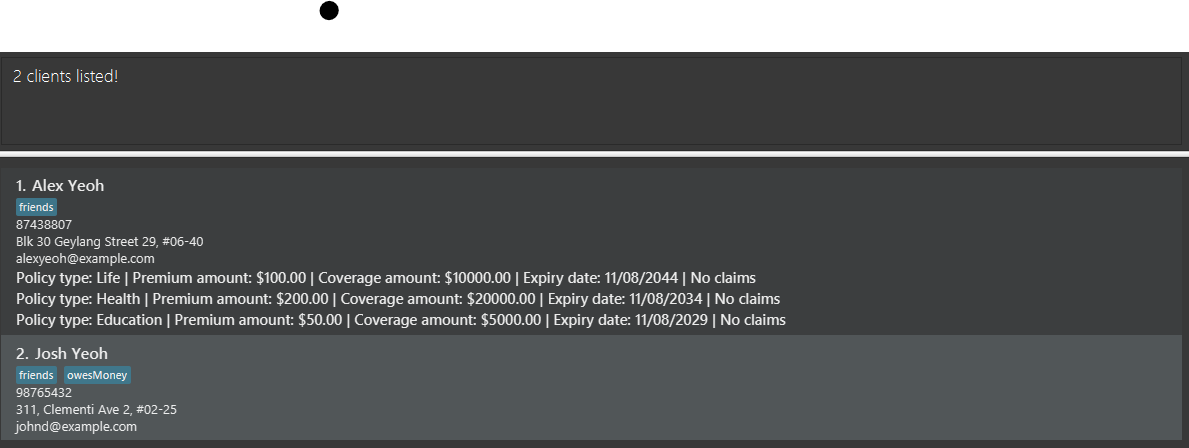 2 clients listed!
1. Alex Yeoh
friends
87438807
Blk 30 Geylang Street 29, #06-40
alexyeoh@example.com
Policy type: Life | Premium amount: $100.00 | Coverage amount: $10000.00 | Expiry date: 11/08/2044 | No claims
Policy type: Health | Premium amount: $200.00 | Coverage amount: $20000.00 | Expiry date: 11/08/2034 | No claims
Policy type: Education | Premium amount: $50.00 | Coverage amount: $5000.00 | Expiry date: 11/08/2029 | No claims
2. Josh Yeoh
friends owesMoney
98765432
311, Clementi Ave 2, #02-25
johnd@example.com